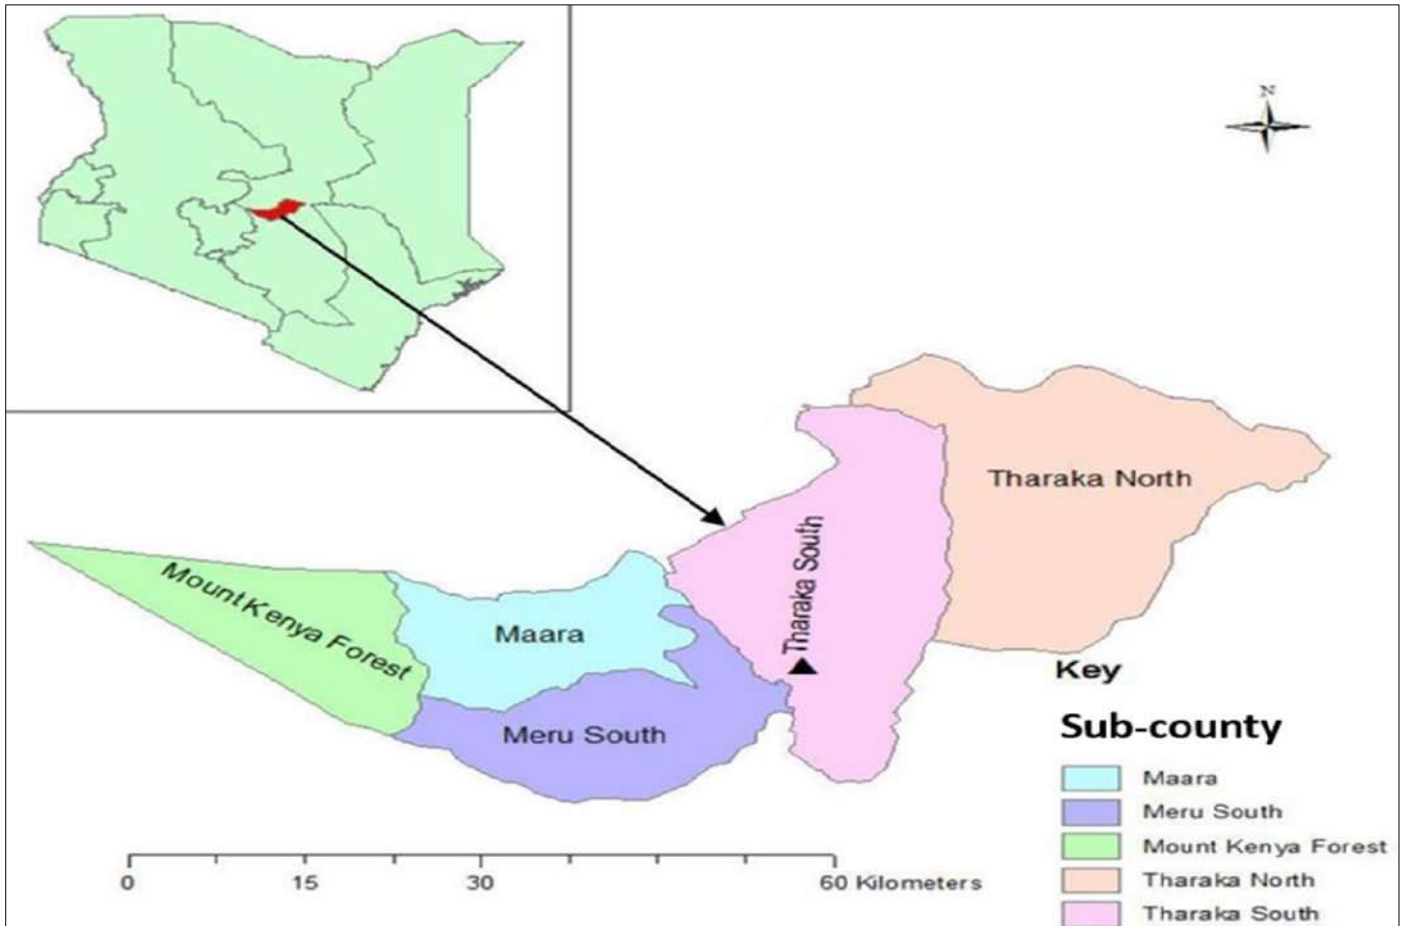 N
Tharaka North
Tharaka South
Mount Kenya Forest
Maara
Meru South
Key
Sub-county
Maara
Meru South
Mount Kenya Forest
Tharaka North
Tharaka South
0 15 30 60 Kilometers